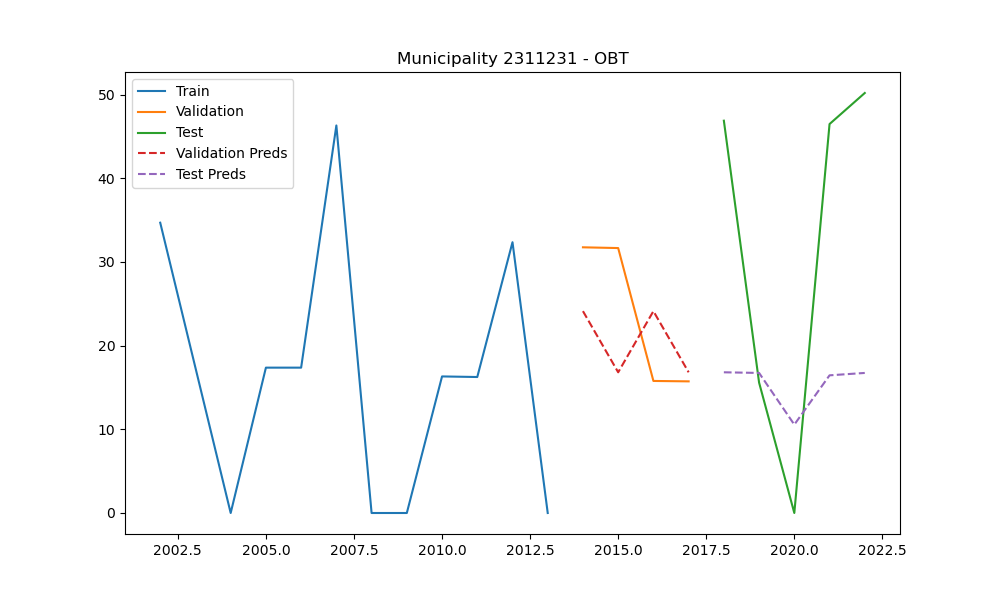 Municipality 2311231 - OBT
Train
Validation
Test
Validation Preds
Test Preds
50
40
30
20
10
0
2002.5 2005.0 2007.5 2010.0 2012.5 2015.0 2017.5 2020.0 2022.5